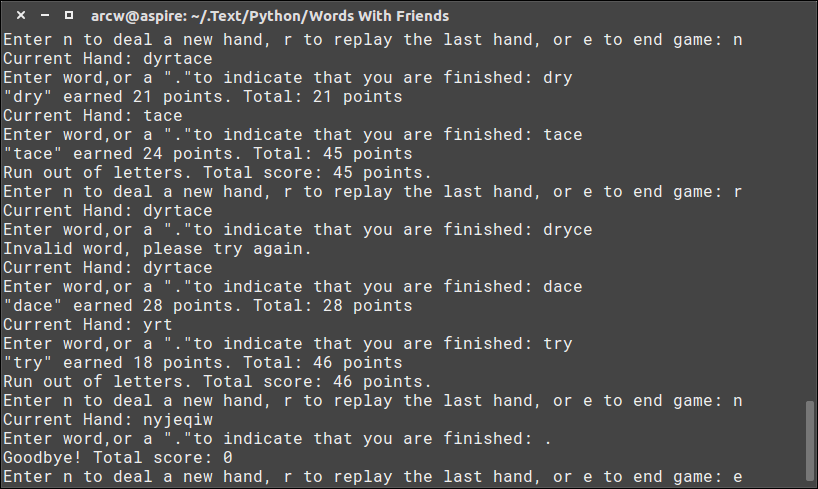 arcw@aspire: ~/.Text/Python/Words With Friends
Enter n to deal a new hand, r to replay the last hand, or e to end game: n
Current Hand: dyrtace
Enter word,or a "."to indicate that you are finished: dry
"dry" earned 21 points. Total: 21 points
Current Hand: tace
Enter word,or a "."to indicate that you are finished: tace
"tace" earned 24 points. Total: 45 points
Run out of letters. Total score: 45 points.
Enter n to deal a new hand, r to replay the last hand, or e to end game: r
Current Hand: dyrtace
Enter word,or a "."to indicate that you are finished: dryce
Invalid word, please try again.
Current Hand: dyrtace
Enter word,or a "."to indicate that you are finished: dace
"dace" earned 28 points. Total: 28 points
Current Hand: yrt
Enter word,or a "."to indicate that you are finished: try
"try" earned 18 points. Total: 46 points
Run out of letters. Total score: 46 points.
Enter n to deal a new hand, r to replay the last hand, or e to end game: n
Current Hand: nyjeqiw
Enter word,or a "."to indicate that you are finished: .
Goodbye! Total score: 0
Enter n to deal a new hand, r to replay the last hand, or e to end game: e